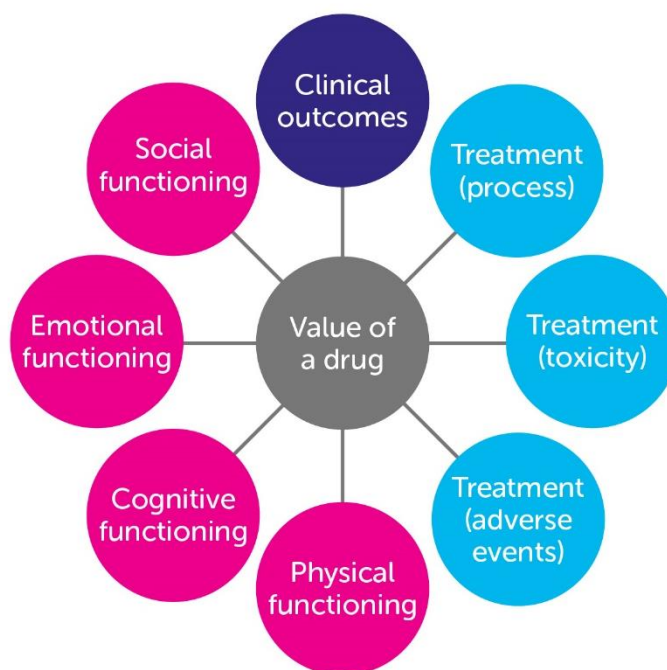 Clinical
outcomes
Treatment
(process)
Treatment
(toxicity)
Treatment
(adverse
events)
Physical
functioning
Cognitive
functioning
Emotional
functioning
Social
functioning
Value of
a drug